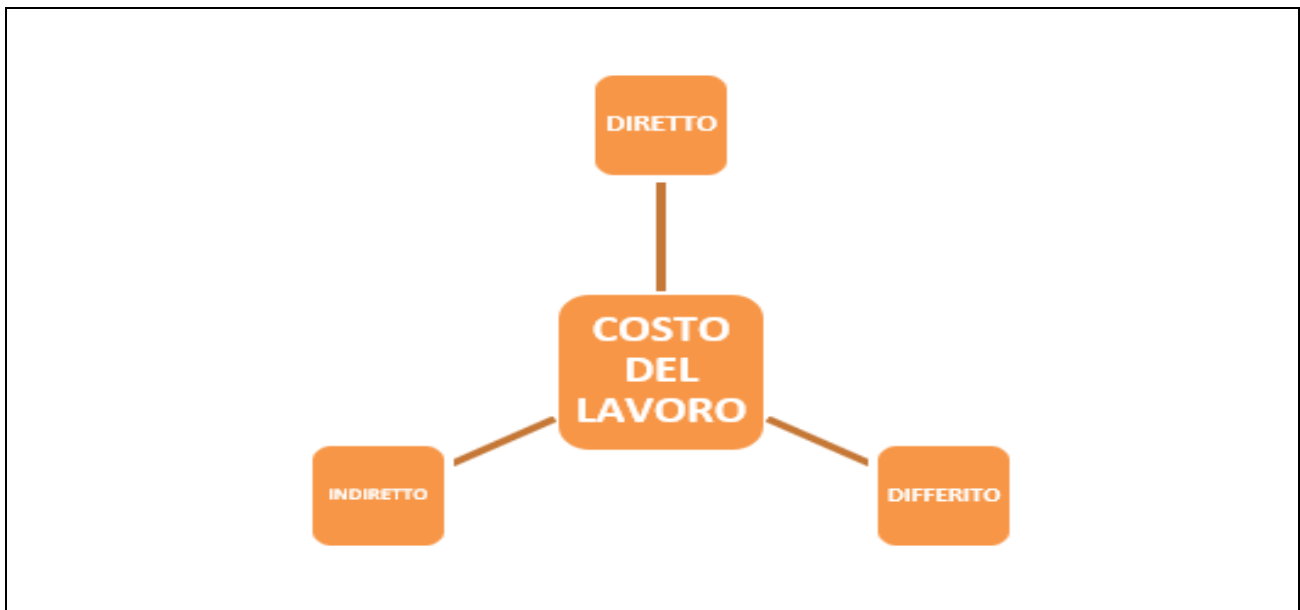 DIRETTO
COSTO
DEL
LAVORO
INDIRETTO
DIFFERITO